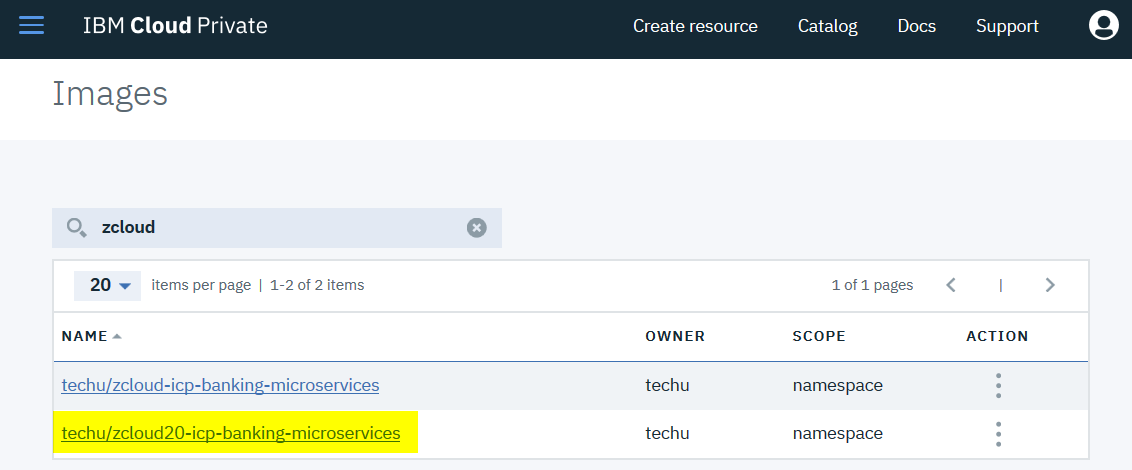 IBM Cloud Private Create resource Catalog Docs Support
Images
zcloud
20 items per page | 1-2 of 2 items 1 of 1 pages |
NAME OWNER SCOPE ACTION
techu/zcloud-icp-banking-microservices techu namespace
techu/zcloud20-icp-banking-microservices techu namespace